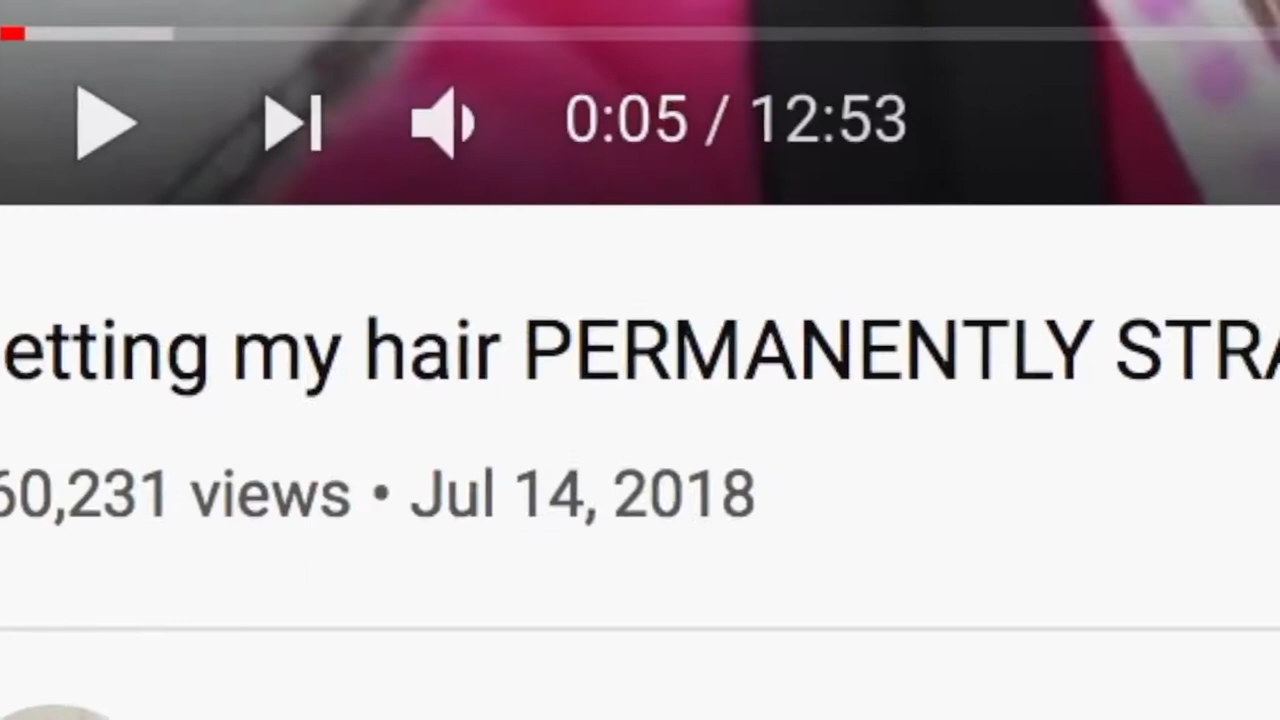 0:05 / 12:53
etting my hair PERMANENTLY STRA
60,231 views • Jul 14, 2018